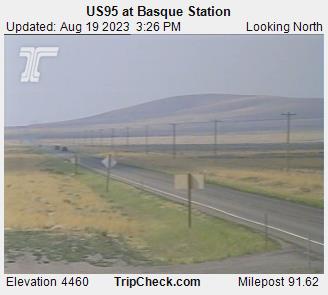 US95 at Basque Station
Updated: Aug 19 2023 3:26 PM Looking North
Elevation 4460 TripCheck.com Milepost 91.62